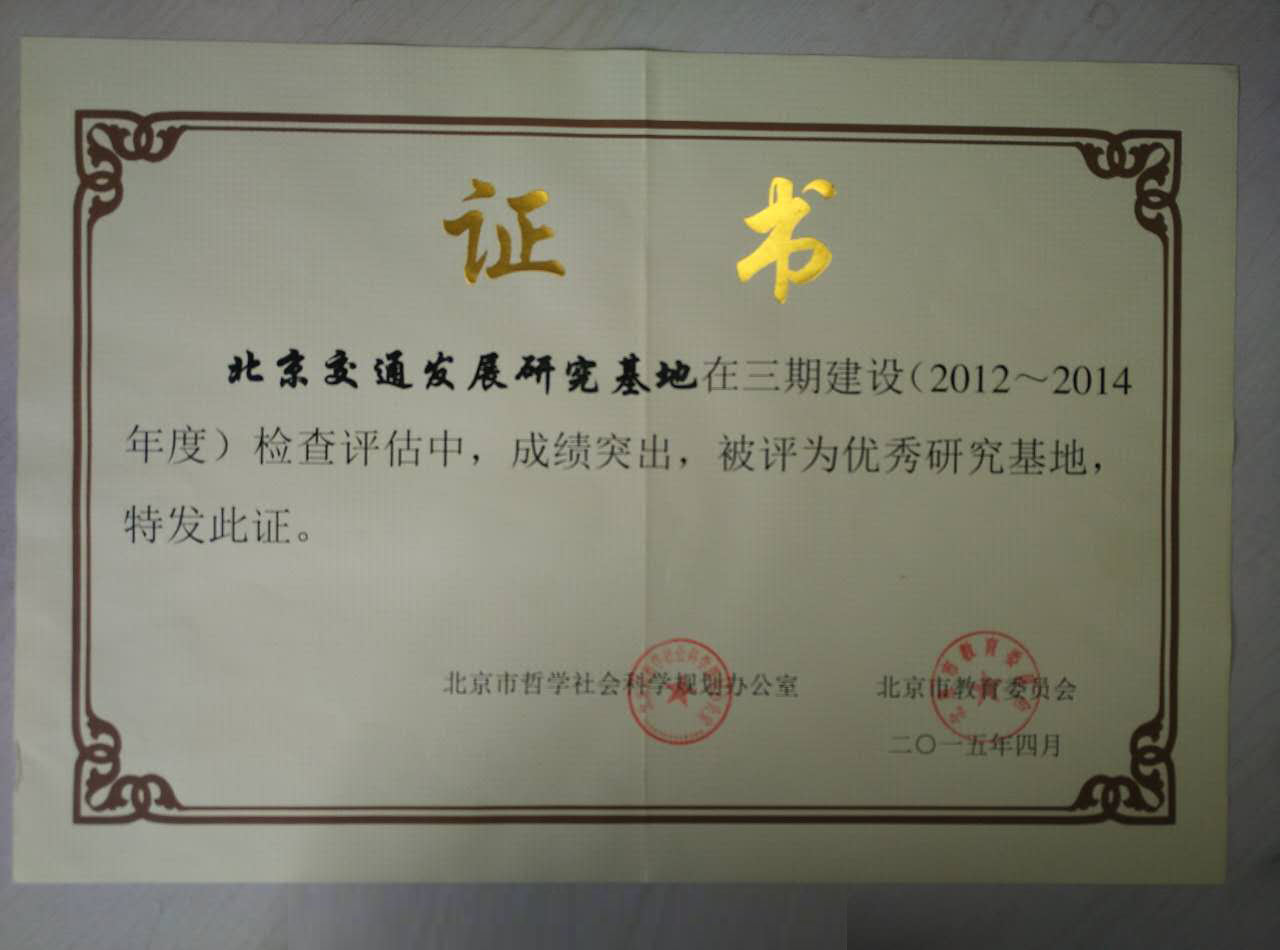 证书
北京交通发展研究基地在三期建设（2012～2014
年度）检查评估中，成绩突出，被评为优秀研究基地，
特发此证。
北京市哲学社会科学规划办公室 北京市教育委员会
二〇一五年四月